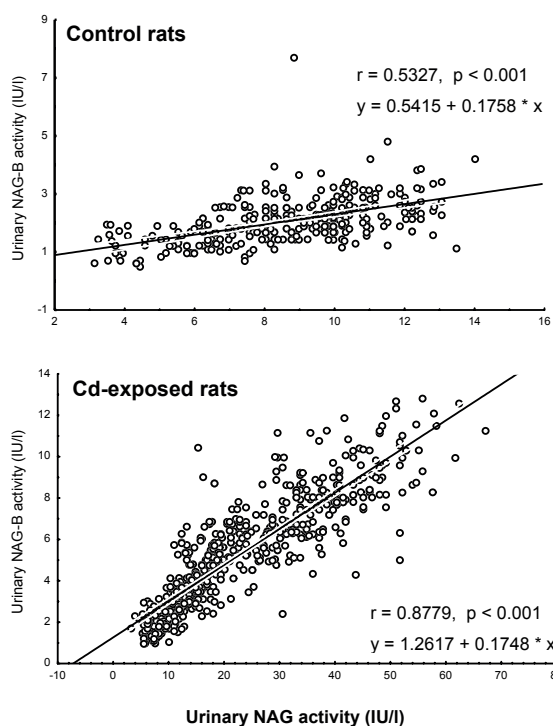 Control rats
r = 0.5327, p < 0.001
y = 0.5415 + 0.1758 * x
Urinary NAG-B activity (IU/l)
9
7
5
3
1
-1
2 4 6 8 10 12 14 16
Cd-exposed rats
Urinary NAG-B activity (IU/l)
14
12
10
8
6
4
2
0
r = 0.8779, p < 0.001
y = 1.2617 + 0.1748 * x
-10 0 10 20 30 40 50 60 70
Urinary NAG activity (IU/l)